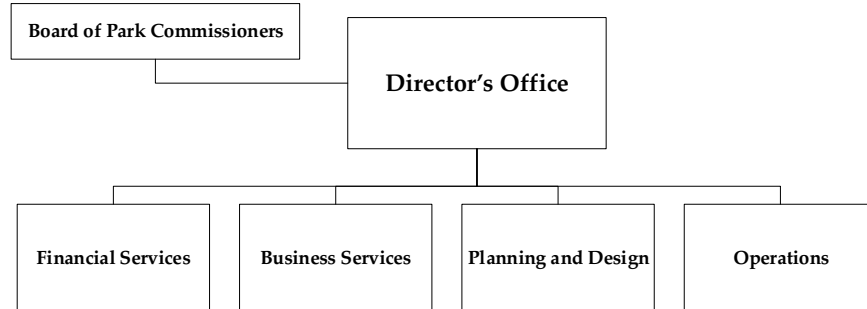 Board of Park Commissioners
Director's Office
Financial Services
Business Services
Planning and Design
Operations